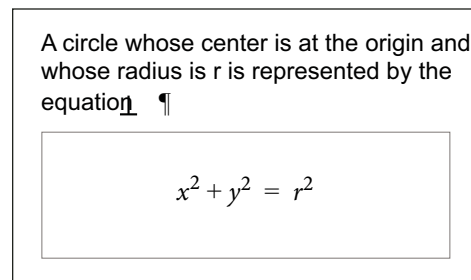 A circle whose center is at the origin and
whose radius is r is represented by the
equation ¶
x² + y² = r²